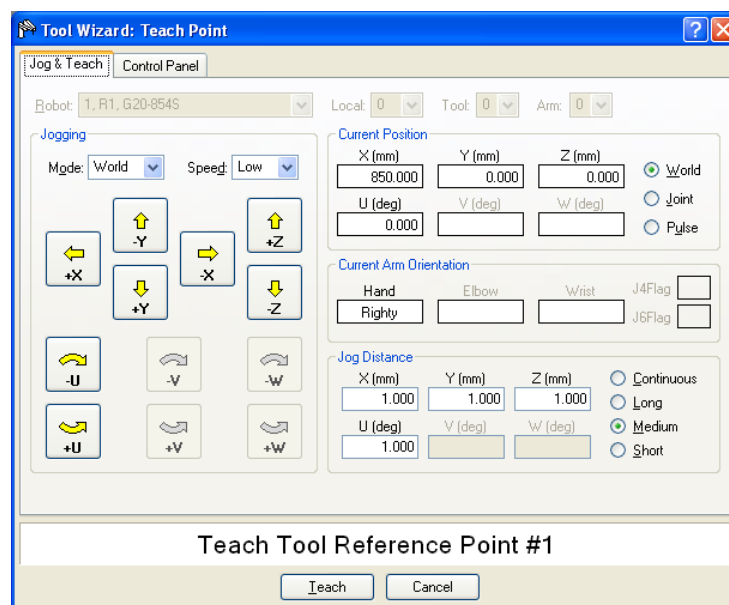 Tool Wizard: Teach Point
Jog & Teach Control Panel
Robot: 1, R1, G20-854S Local: 0 Tool: 0 Arm: 0
Jogging
Mode: World Speed: Low
-Y +Z
+X -X
+Y -Z
-U -V -W
+U +V +W
Current Position
X (mm) Y (mm) Z (mm)
850.000 0.000 0.000
U (deg) V (deg) W (deg)
0.000
World
Joint
Pulse
Current Arm Orientation
Hand Elbow Wrist
Righty
J4Flag
J6Flag
Jog Distance
X (mm) Y (mm) Z (mm)
1.000 1.000 1.000
U (deg) V (deg) W (deg)
1.000
Continuous
Long
Medium
Short
Teach Tool Reference Point #1
Teach Cancel